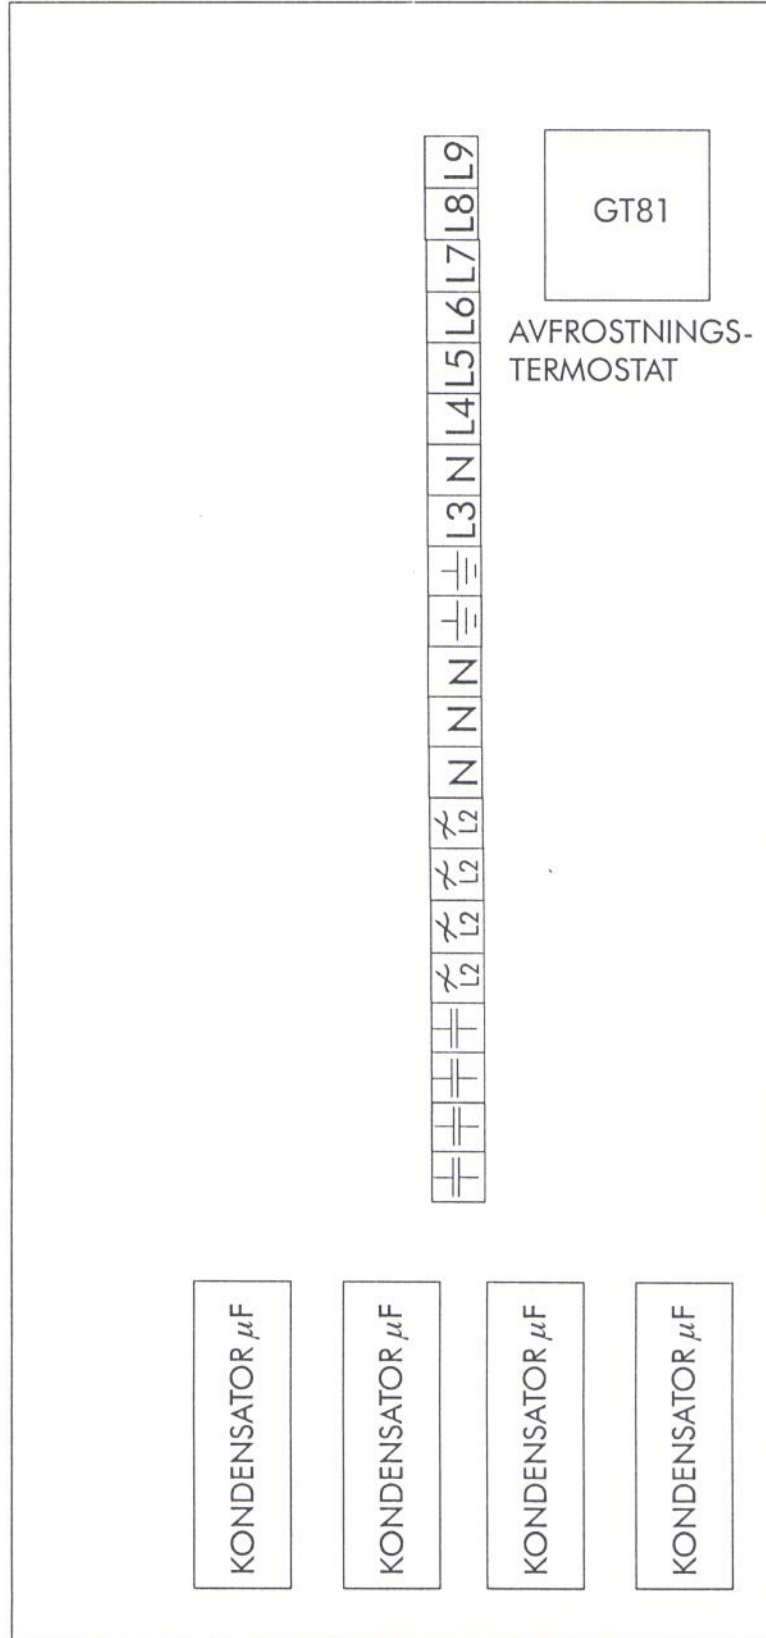 L9
L8
L7
L6
L5
L4
N
L3
N
N
N
L2
L2
L2
L2
GT81
AVFROSTNINGS-
TERMOSTAT
KONDENSATOR μF
KONDENSATOR μF
KONDENSATOR μF
KONDENSATOR μF